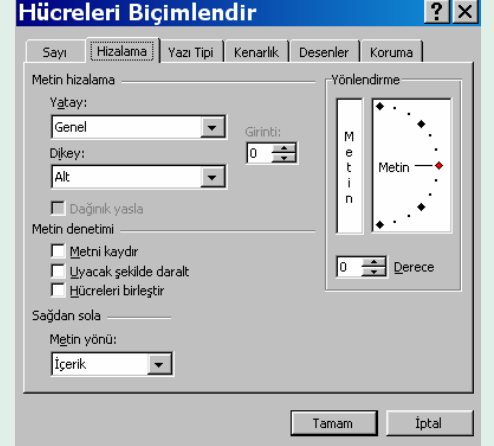 Hücreleri Biçimlendir
Sayı Hizalama Yazı Tipi Kenarlık Desenler Koruma
Metin hizalama
Yatay:
Genel
Girinti:
0
Dikey:
Alt
Dağınık yasla
Metin denetimi
Metni kaydır
Uyacak şekilde daralt
Hücreleri birleştir
Sağdan sola
Metin yönü:
İçerik
Yönlendirme
Metin
Metin
0 Derece
Tamam İptal